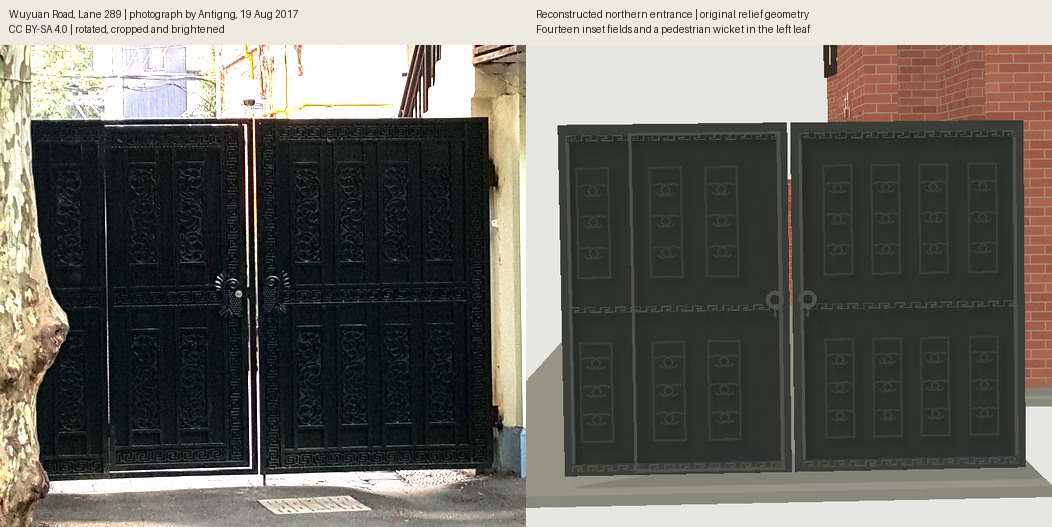 Wuyuan Road, Lane 289 | photograph by Antigng, 19 Aug 2017
CC BY-SA 4.0 | rotated, cropped and brightened
Reconstructed northern entrance | original relief geometry
Fourteen inset fields and a pedestrian wicket in the left leaf